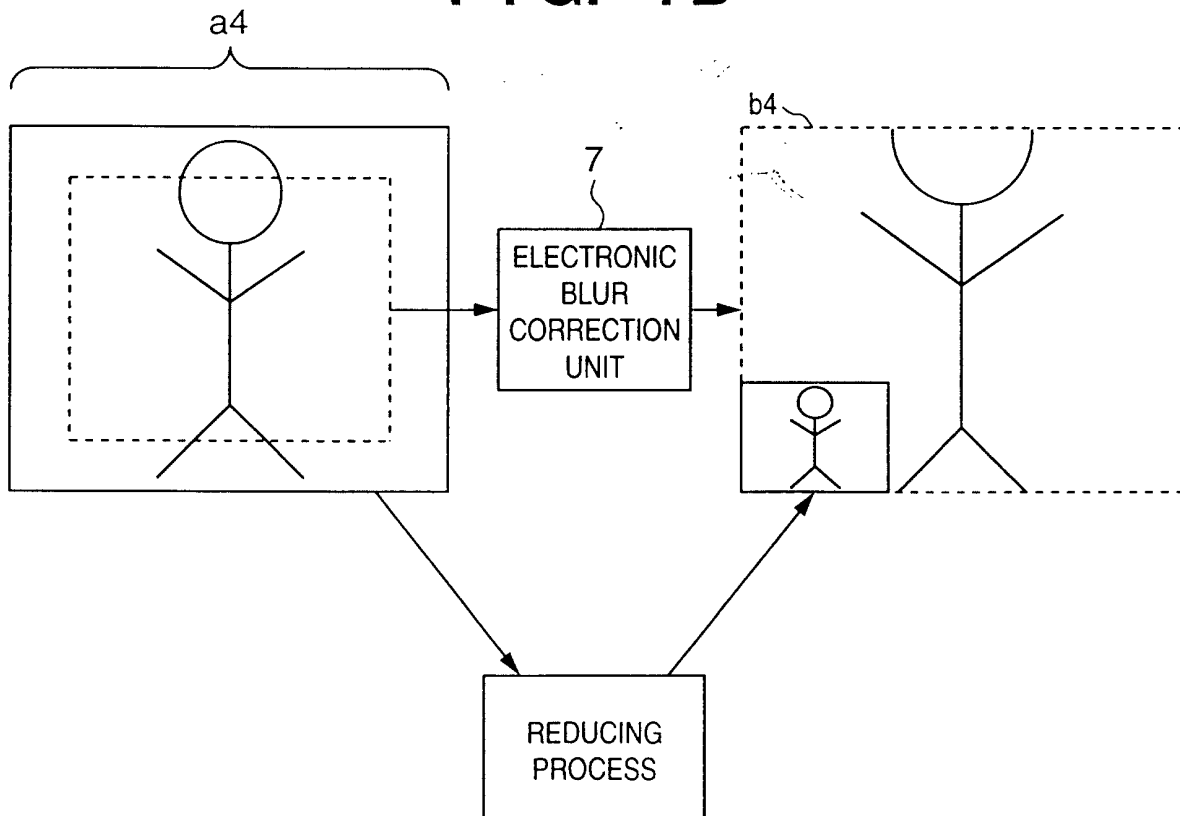 a4
b4
7
ELECTRONIC
BLUR
CORRECTION
UNIT
REDUCING
PROCESS